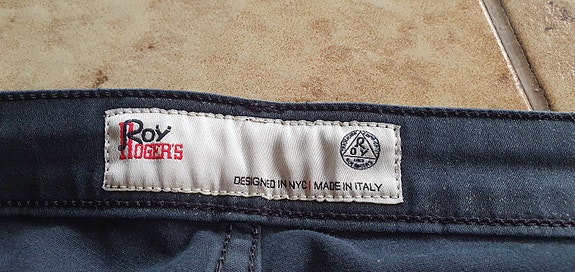 Roy
ROGER'S
R
O Y
DESIGNED IN NYC | MADE IN ITALY